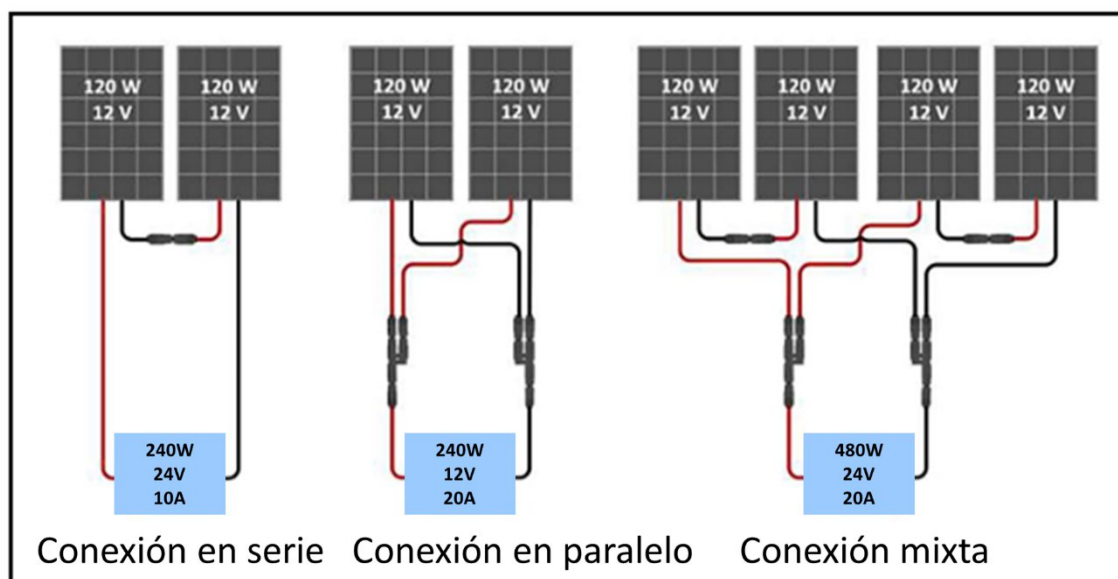 120 W
12 V
120 W
12 V
120 W
12 V
120 W
12 V
120 W
12 V
120 W
12 V
120 W
12 V
120 W
12 V
240W
24V
10A
240W
12V
20A
480W
24V
20A
Conexión en serie
Conexión en paralelo
Conexión mixta